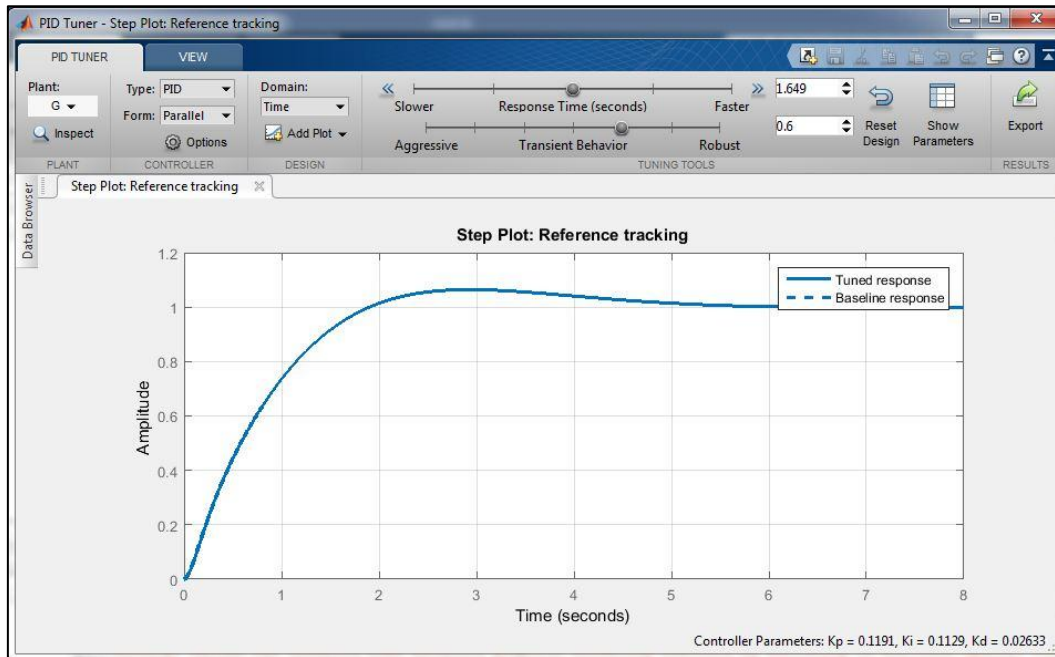 PID Tuner - Step Plot: Reference tracking
PID TUNER VIEW
Plant: Type: PID Domain: Slower Response Time (seconds) Faster 1.649
G Form: Parallel Time Aggressive Transient Behavior Robust 0.6 Reset Design Show Parameters Export
Inspect Options Add Plot
PLANT CONTROLLER DESIGN TUNING TOOLS RESULTS
Data Browser
Step Plot: Reference tracking
Step Plot: Reference tracking
Tuned response
Baseline response
Amplitude
1.2
1
0.8
0.6
0.4
0.2
0
0 1 2 3 4 5 6 7 8
Time (seconds)
Controller Parameters: Kp = 0.1191, Ki = 0.1129, Kd = 0.02633